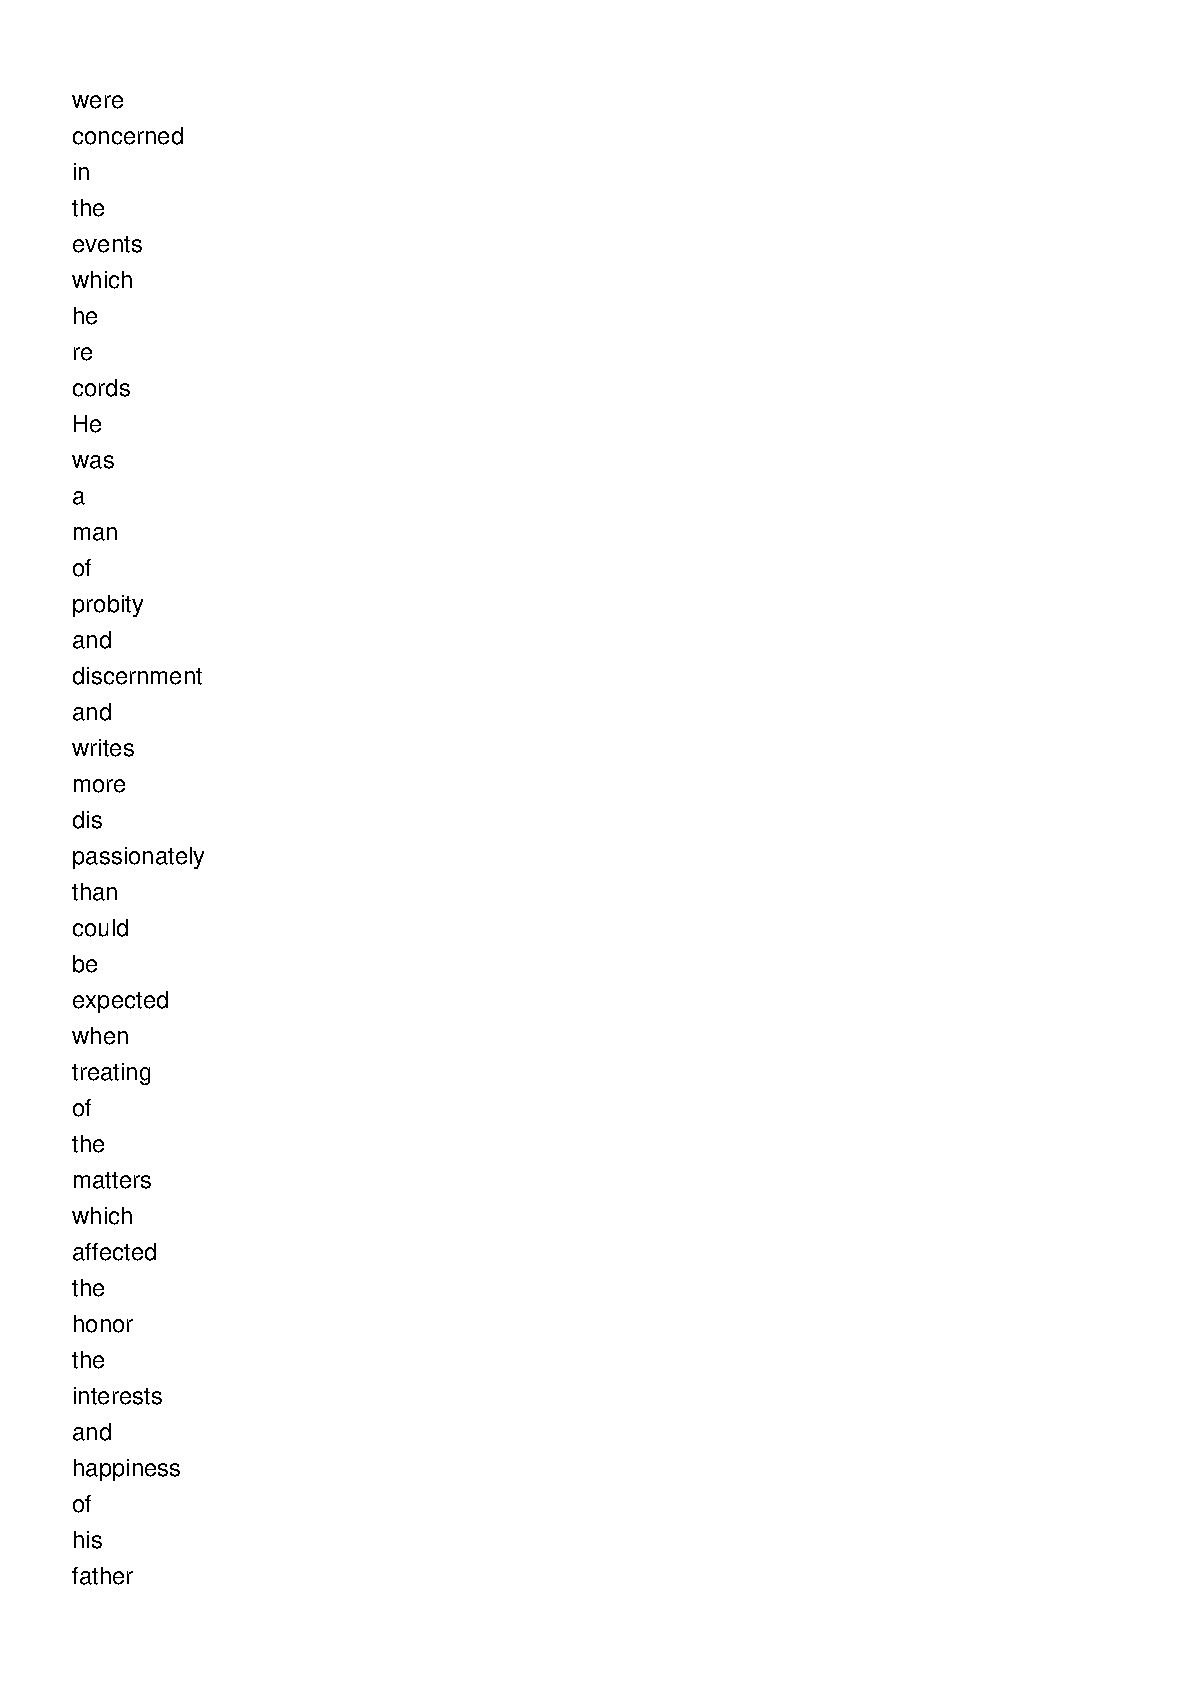 were
concerned
in
the
events
which
he
re
cords
He
was
a
man
of
probity
and
discernment
and
writes
more
dis
passionately
than
could
be
expected
when
treating
of
the
matters
which
affected
the
honor
the
interests
and
happiness
of
his
father